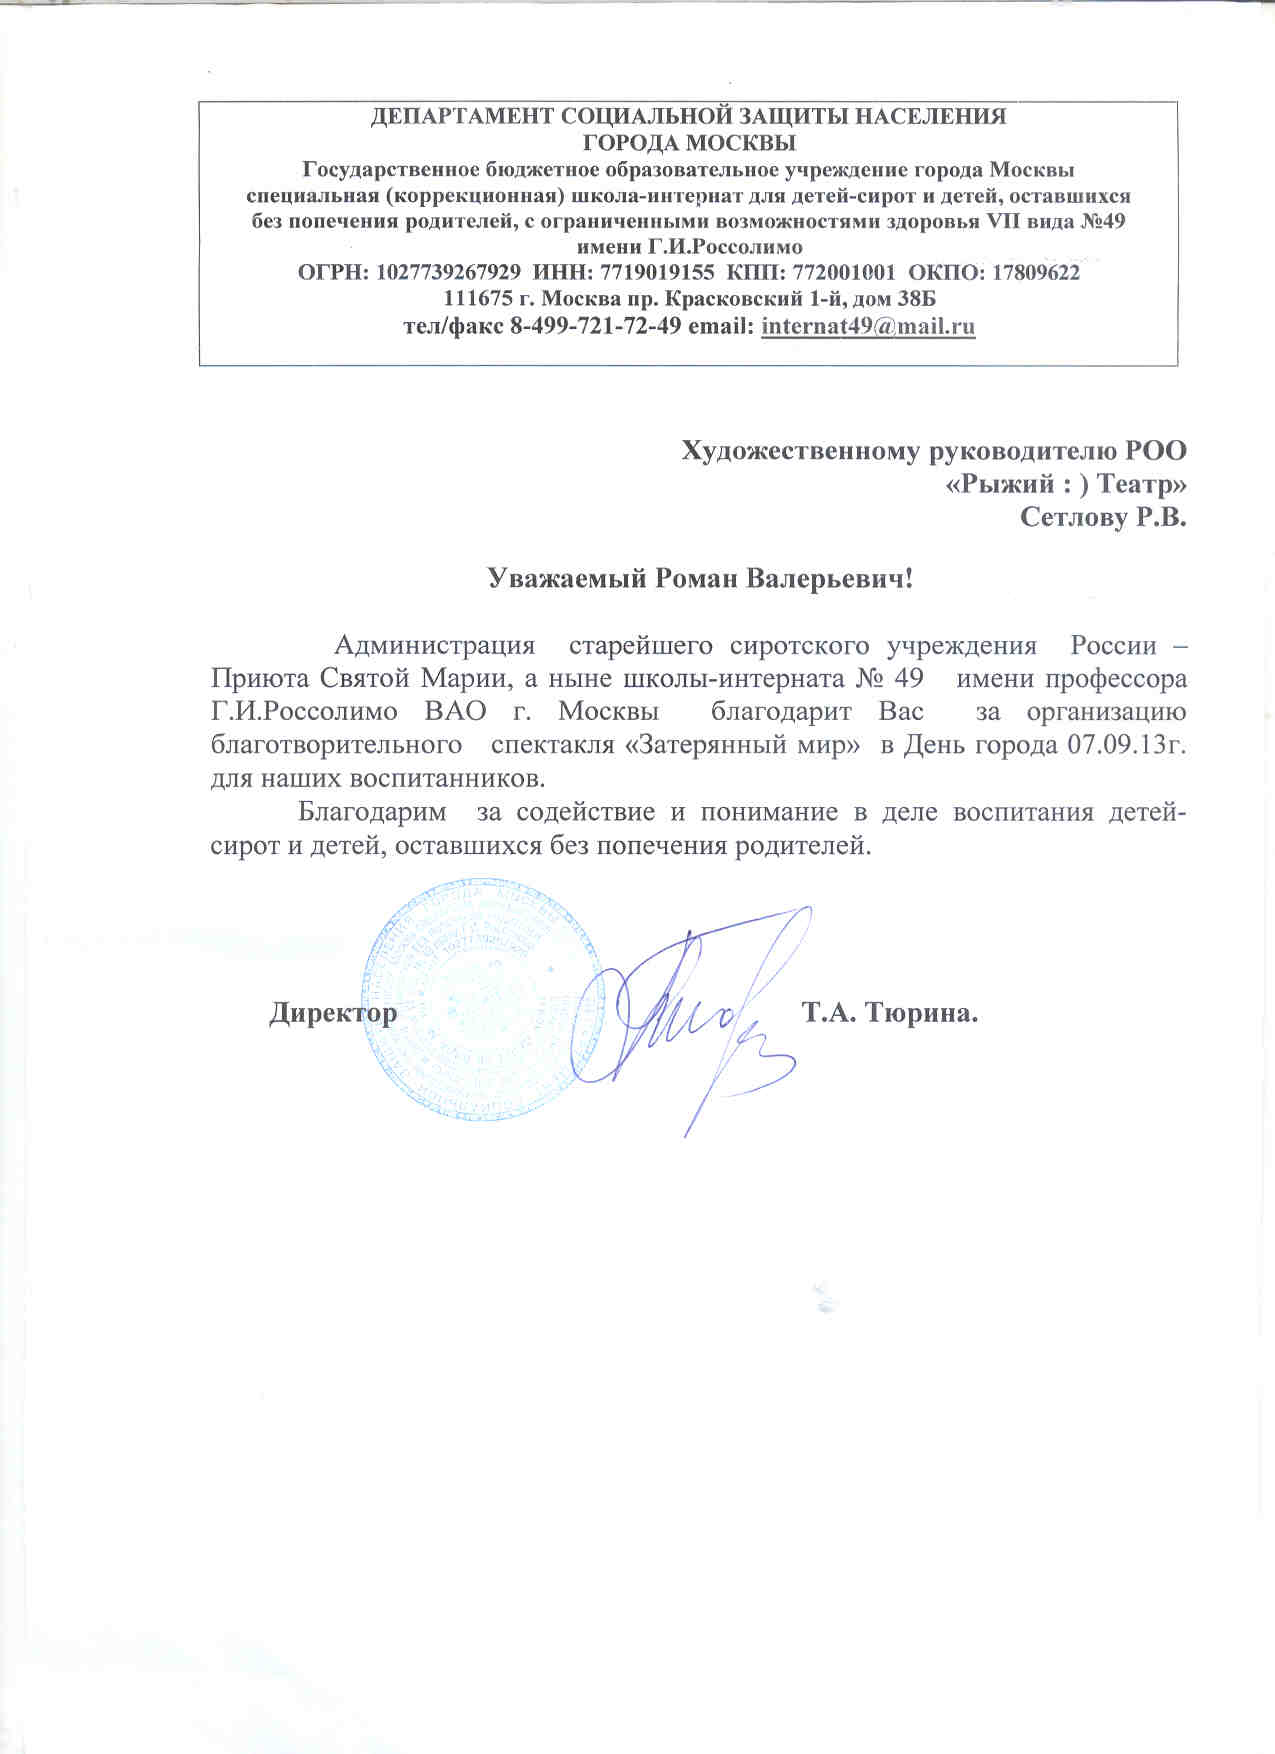 ДЕПАРТАМЕНТ СОЦИАЛЬНОЙ ЗАЩИТЫ НАСЕЛЕНИЯ
ГОРОДА МОСКВЫ
Государственное бюджетное образовательное учреждение города Москвы
специальная (коррекционная) школа-интернат для детей-сирот и детей, оставшихся
без попечения родителей, с ограниченными возможностями здоровья VП вида №49
имени Г.И.Россолимо
ОГРН: 1027739267929 ИНН: 7719019155 КПП: 772001001 ОКПО: 17809622
111675 г. Москва пр. Красковский 1-й, дом 38Б
тел/факс 8-499-721-72-49 email: internat49@mail.ru
Художественному руководителю РОО
«Рыжий : ) Театр»
Сетлову Р.В.
Уважаемый Роман Валерьевич!
Администрация старейшего сиротского учреждения России –
Приюта Святой Марии, а ныне школы-интерната № 49 имени профессора
Г.И.Россолимо ВАО г. Москвы благодарит Вас за организацию
благотворительного спектакля «Затерянный мир» в День города 07.09.13г.
для наших воспитанников.
Благодарим за содействие и понимание в деле воспитания детей-
сирот и детей, оставшихся без попечения родителей.
Директор Т.А. Тюрина.